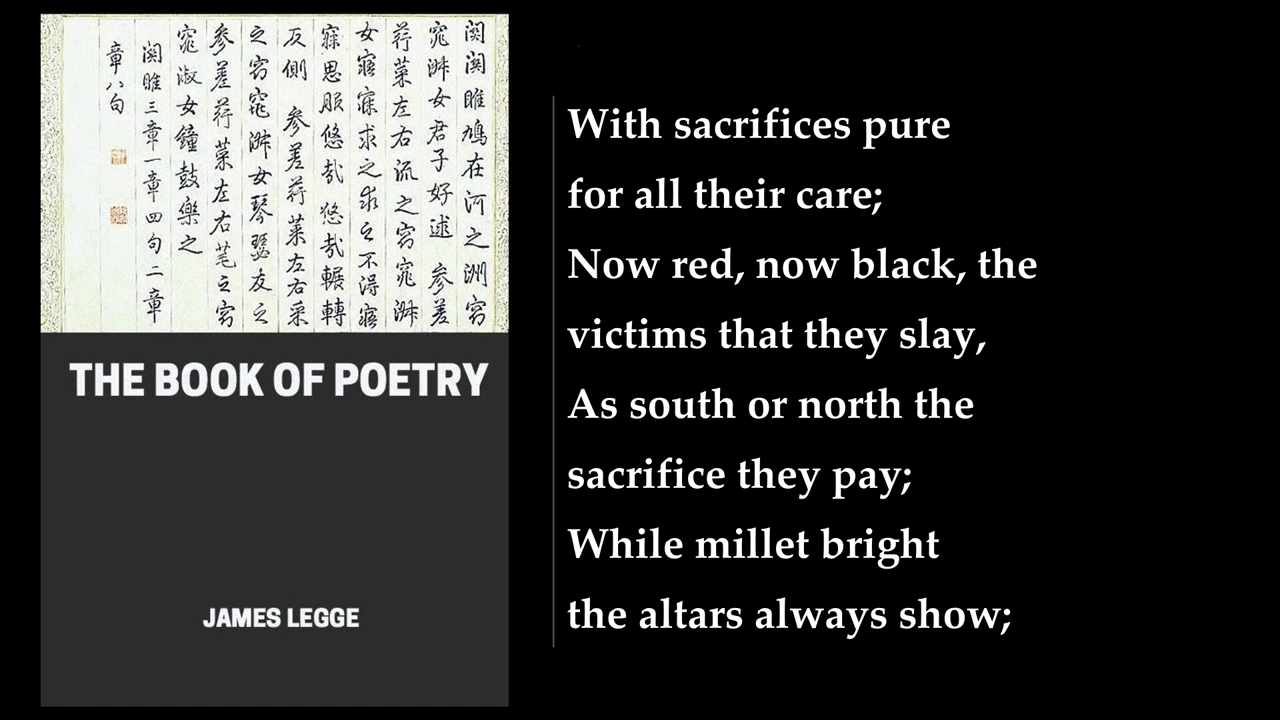 關關雎鳩在河之洲窈
窕淑女君子好逑 參差
荇菜左右流之窈窕淑
女寤寐求之求之不得寤
寐思服悠哉悠哉輾轉
反側 參差荇菜左右采
之窈窕淑女琴瑟友之
參差荇菜左右芼之窈
窕淑女鐘鼓樂之
關雎三章一章四句二章
章八句
THE BOOK OF POETRY
JAMES LEGGE
With sacrifices pure
for all their care;
Now red, now black, the
victims that they slay,
As south or north the
sacrifice they pay;
While millet bright
the altars always show;